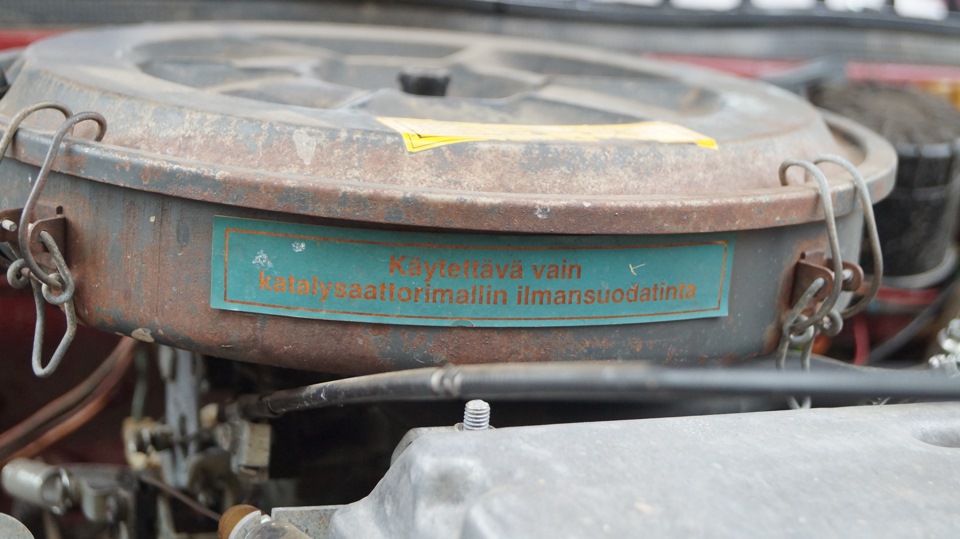 Käytettävä vain
katalysaattorimallin ilmansuodatinta